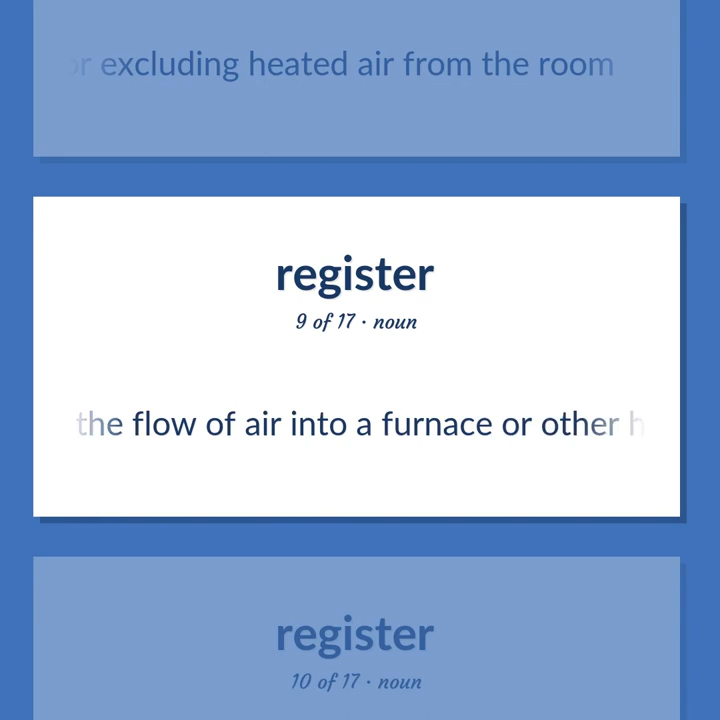 or excluding heated air from the room
register
9 of 17 · noun
the flow of air into a furnace or other
register
10 of 17 · noun